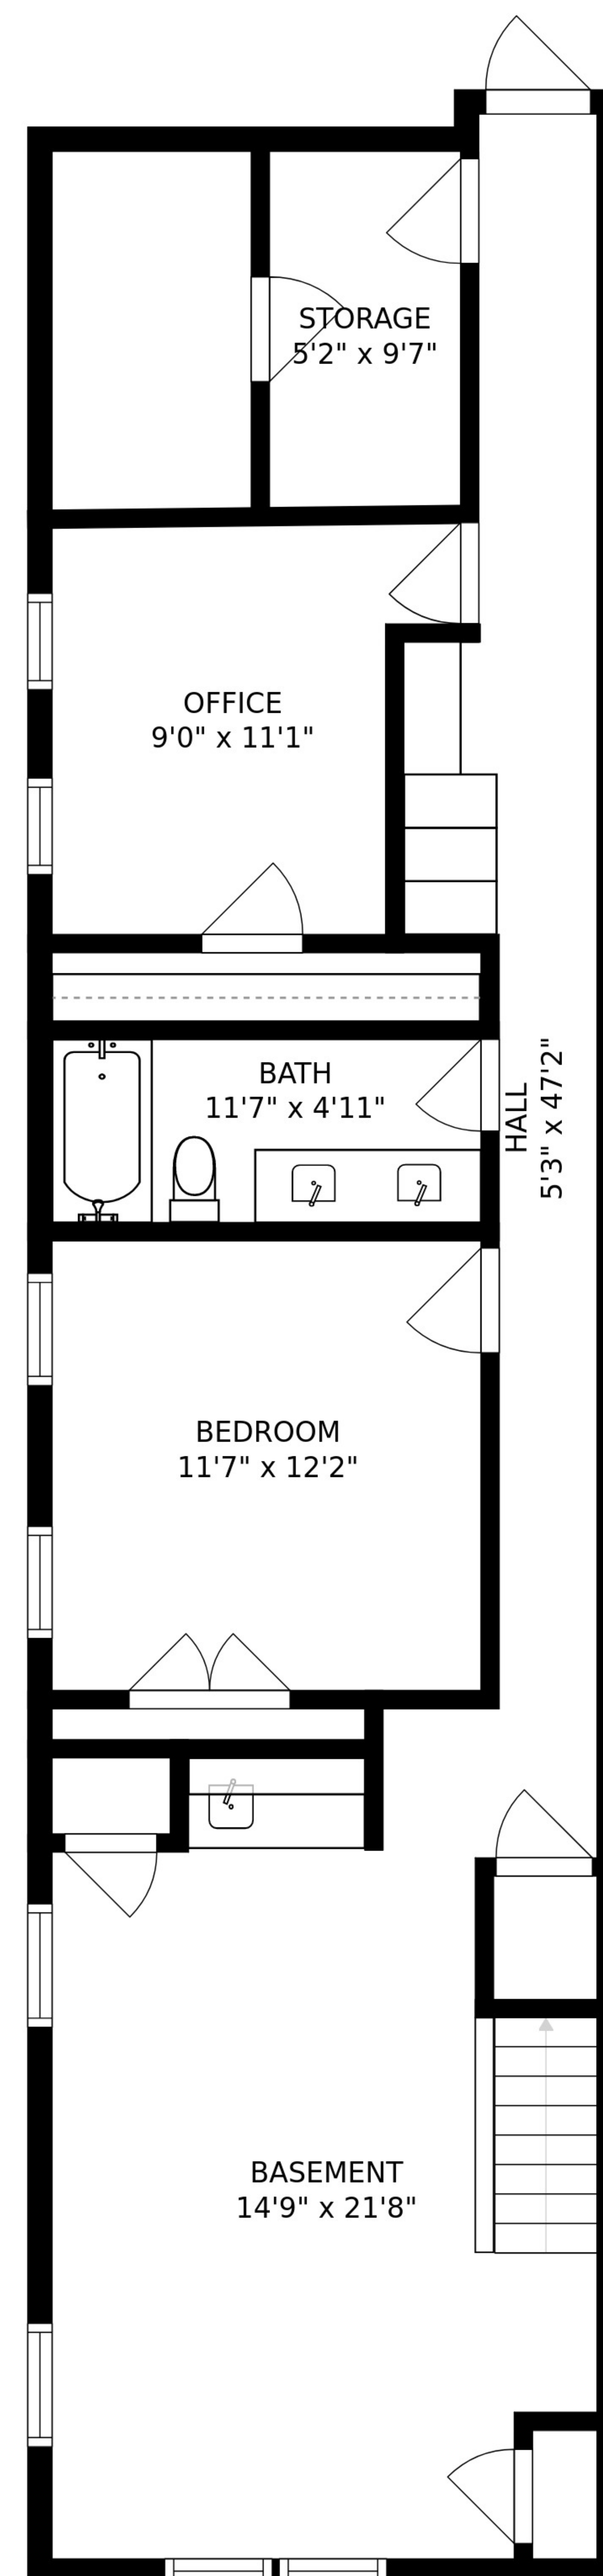 STORAGE
5'2" x 9'7"
OFFICE
9'0" x 11'1"
BATH
11'7" x 4'11"
HALL
5'3" x 47'2"
BEDROOM
11'7" x 12'2"
BASEMENT
14'9" x 21'8"